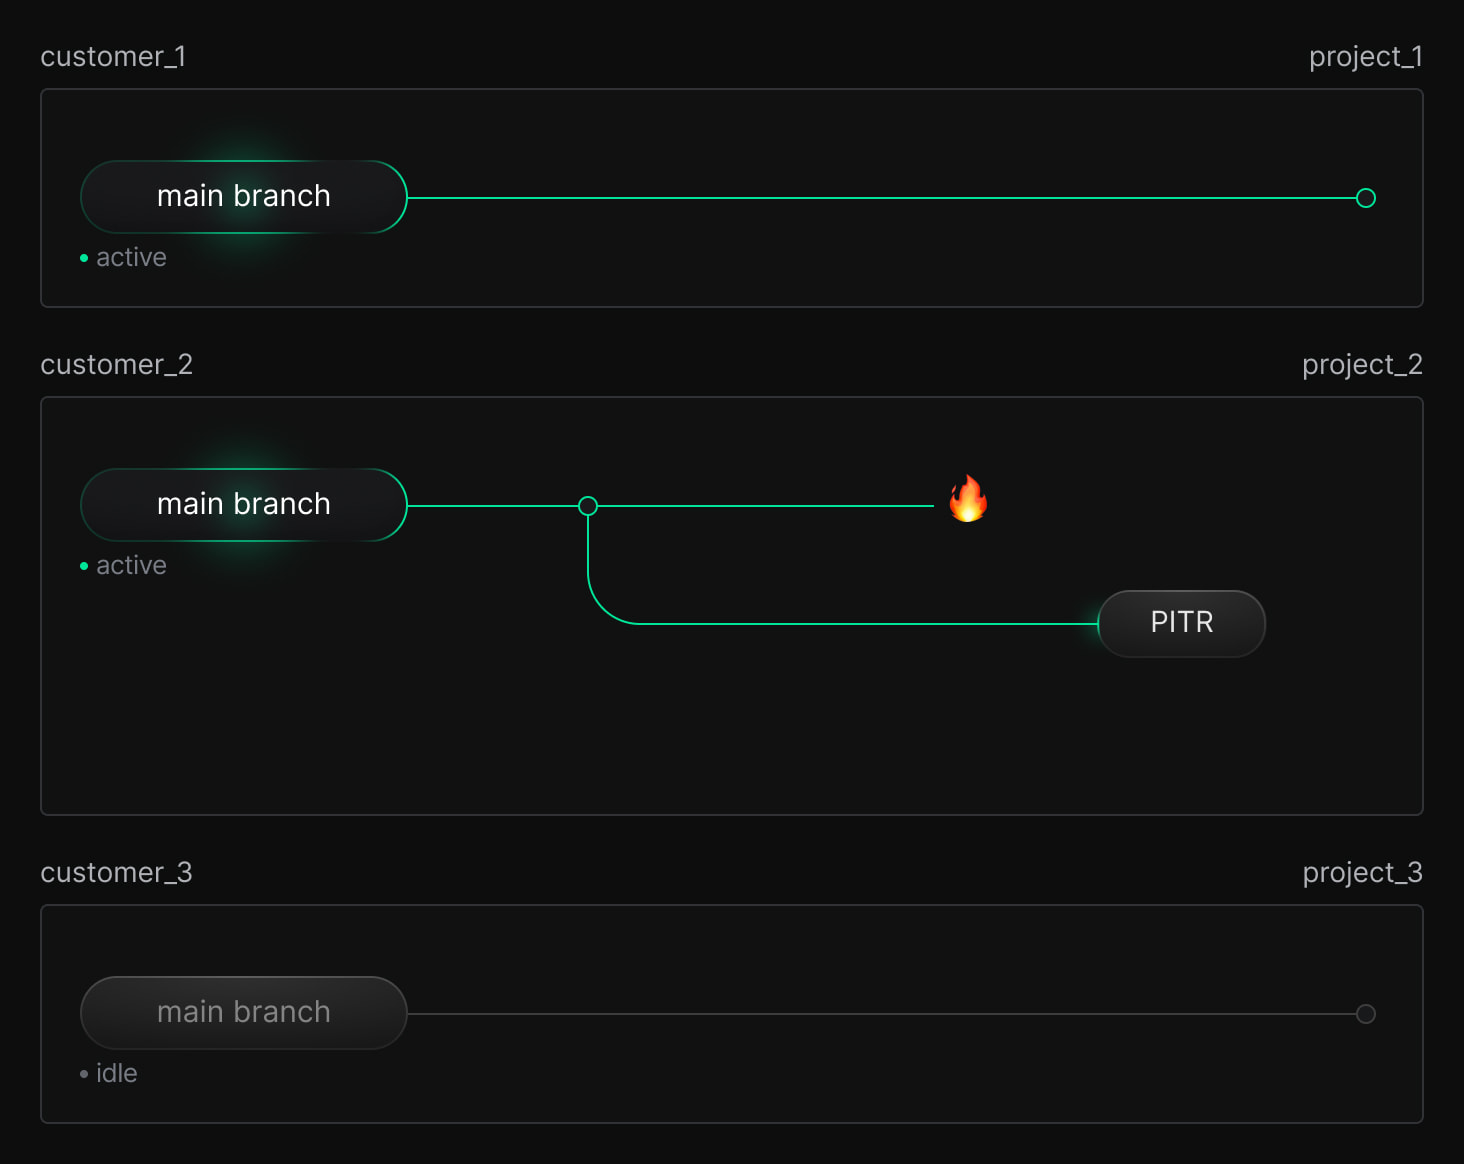 customer_1
project_1
main branch
active
customer_2
project_2
main branch
active
PITR
customer_3
project_3
main branch
idle